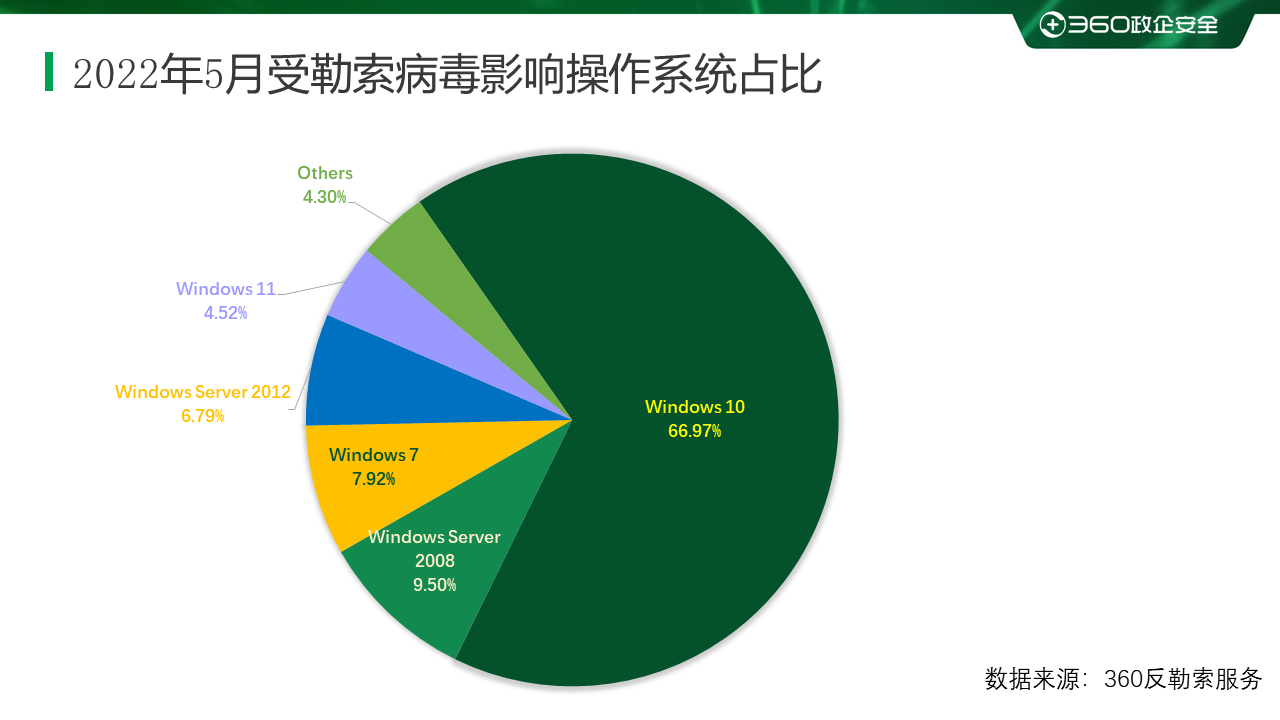 360政企安全
2022年5月受勒索病毒影响操作系统占比
Others
4.30%
Windows 11
4.52%
Windows Server 2012
6.79%
Windows 10
66.97%
Windows 7
7.92%
Windows Server
2008
9.50%
数据来源：360反勒索服务